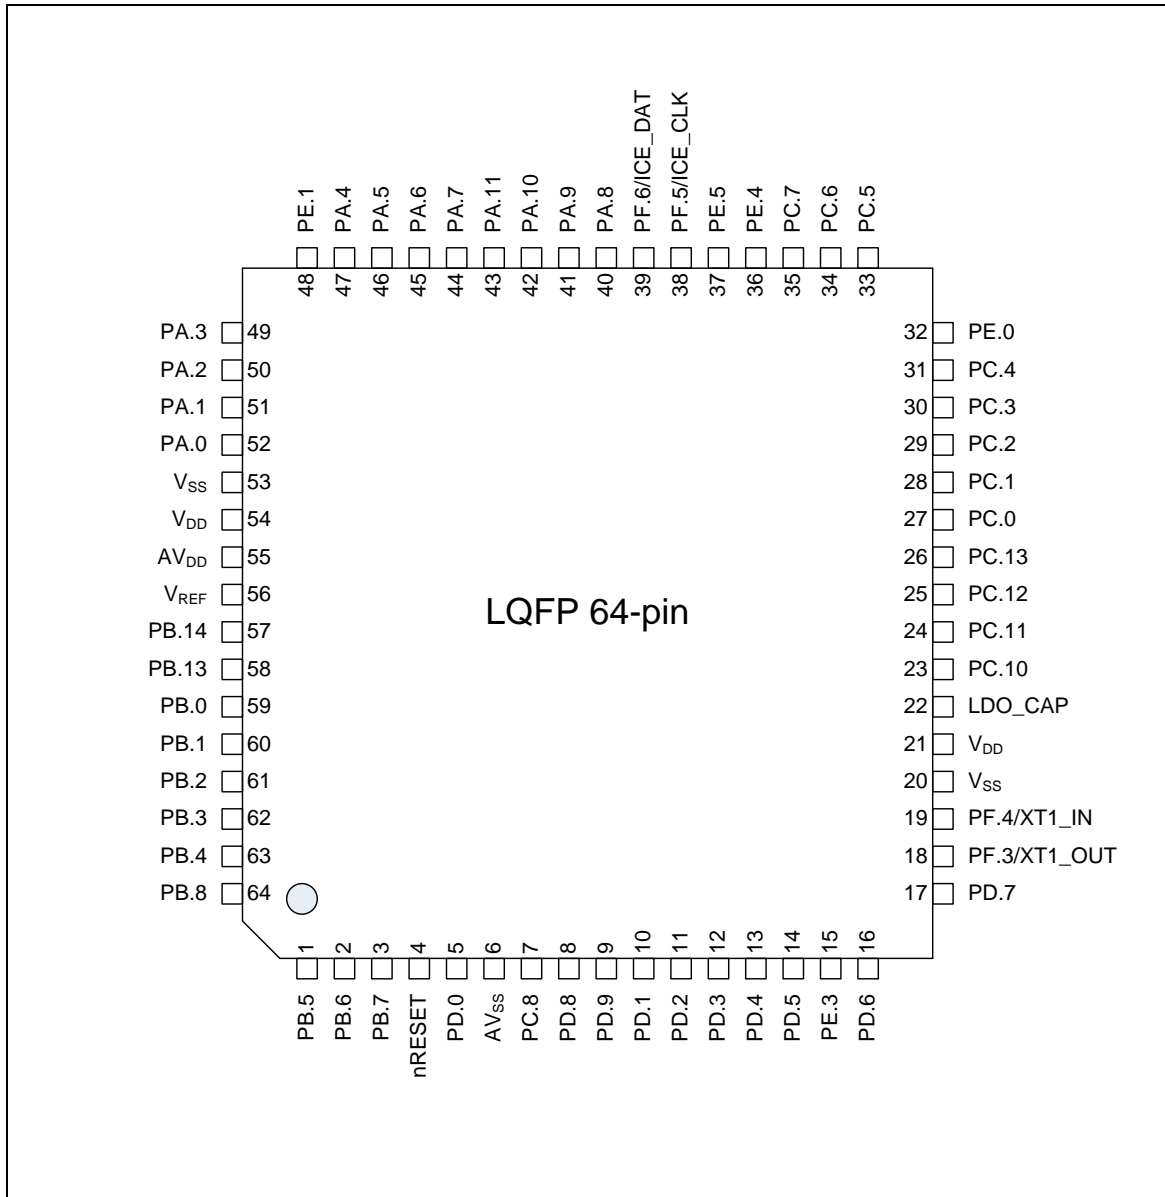 PE.1 PA.4 PA.5 PA.6 PA.7 PA.11 PA.10 PA.9 PA.8 PF.6/ICE_DAT PF.5/ICE_CLK PE.5 PE.4 PC.7 PC.6 PC.5
48 47 46 45 44 43 42 41 40 39 38 37 36 35 34 33
PA.3 49 32 PE.0
PA.2 50 31 PC.4
PA.1 51 30 PC.3
PA.0 52 29 PC.2
VSS 53 28 PC.1
VDD 54 27 PC.0
AVDD 55 26 PC.13
VREF 56 25 PC.12
LQFP 64-pin
PB.14 57 24 PC.11
PB.13 58 23 PC.10
PB.0 59 22 LDO_CAP
PB.1 60 21 VDD
PB.2 61 20 VSS
PB.3 62 19 PF.4/XT1_IN
PB.4 63 18 PF.3/XT1_OUT
PB.8 64 17 PD.7
1 2 3 4 5 6 7 8 9 10 11 12 13 14 15 16
PB.5 PB.6 PB.7 nRESET PD.0 AVSS PC.8 PD.8 PD.9 PD.1 PD.2 PD.3 PD.4 PD.5 PE.3 PD.6